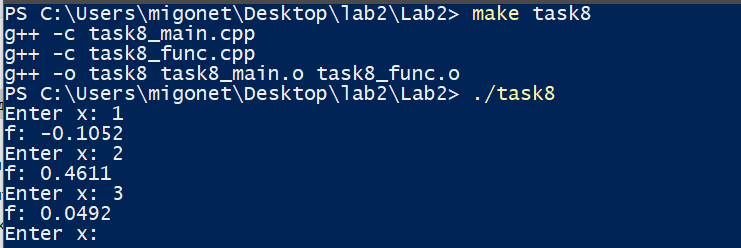 PS C:\Users\migonet\Desktop\lab2\Lab2> make task8
g++ -c task8_main.cpp
g++ -c task8_func.cpp
g++ -o task8 task8_main.o task8_func.o
PS C:\Users\migonet\Desktop\lab2\Lab2> ./task8
Enter x: 1
f: -0.1052
Enter x: 2
f: 0.4611
Enter x: 3
f: 0.0492
Enter x: